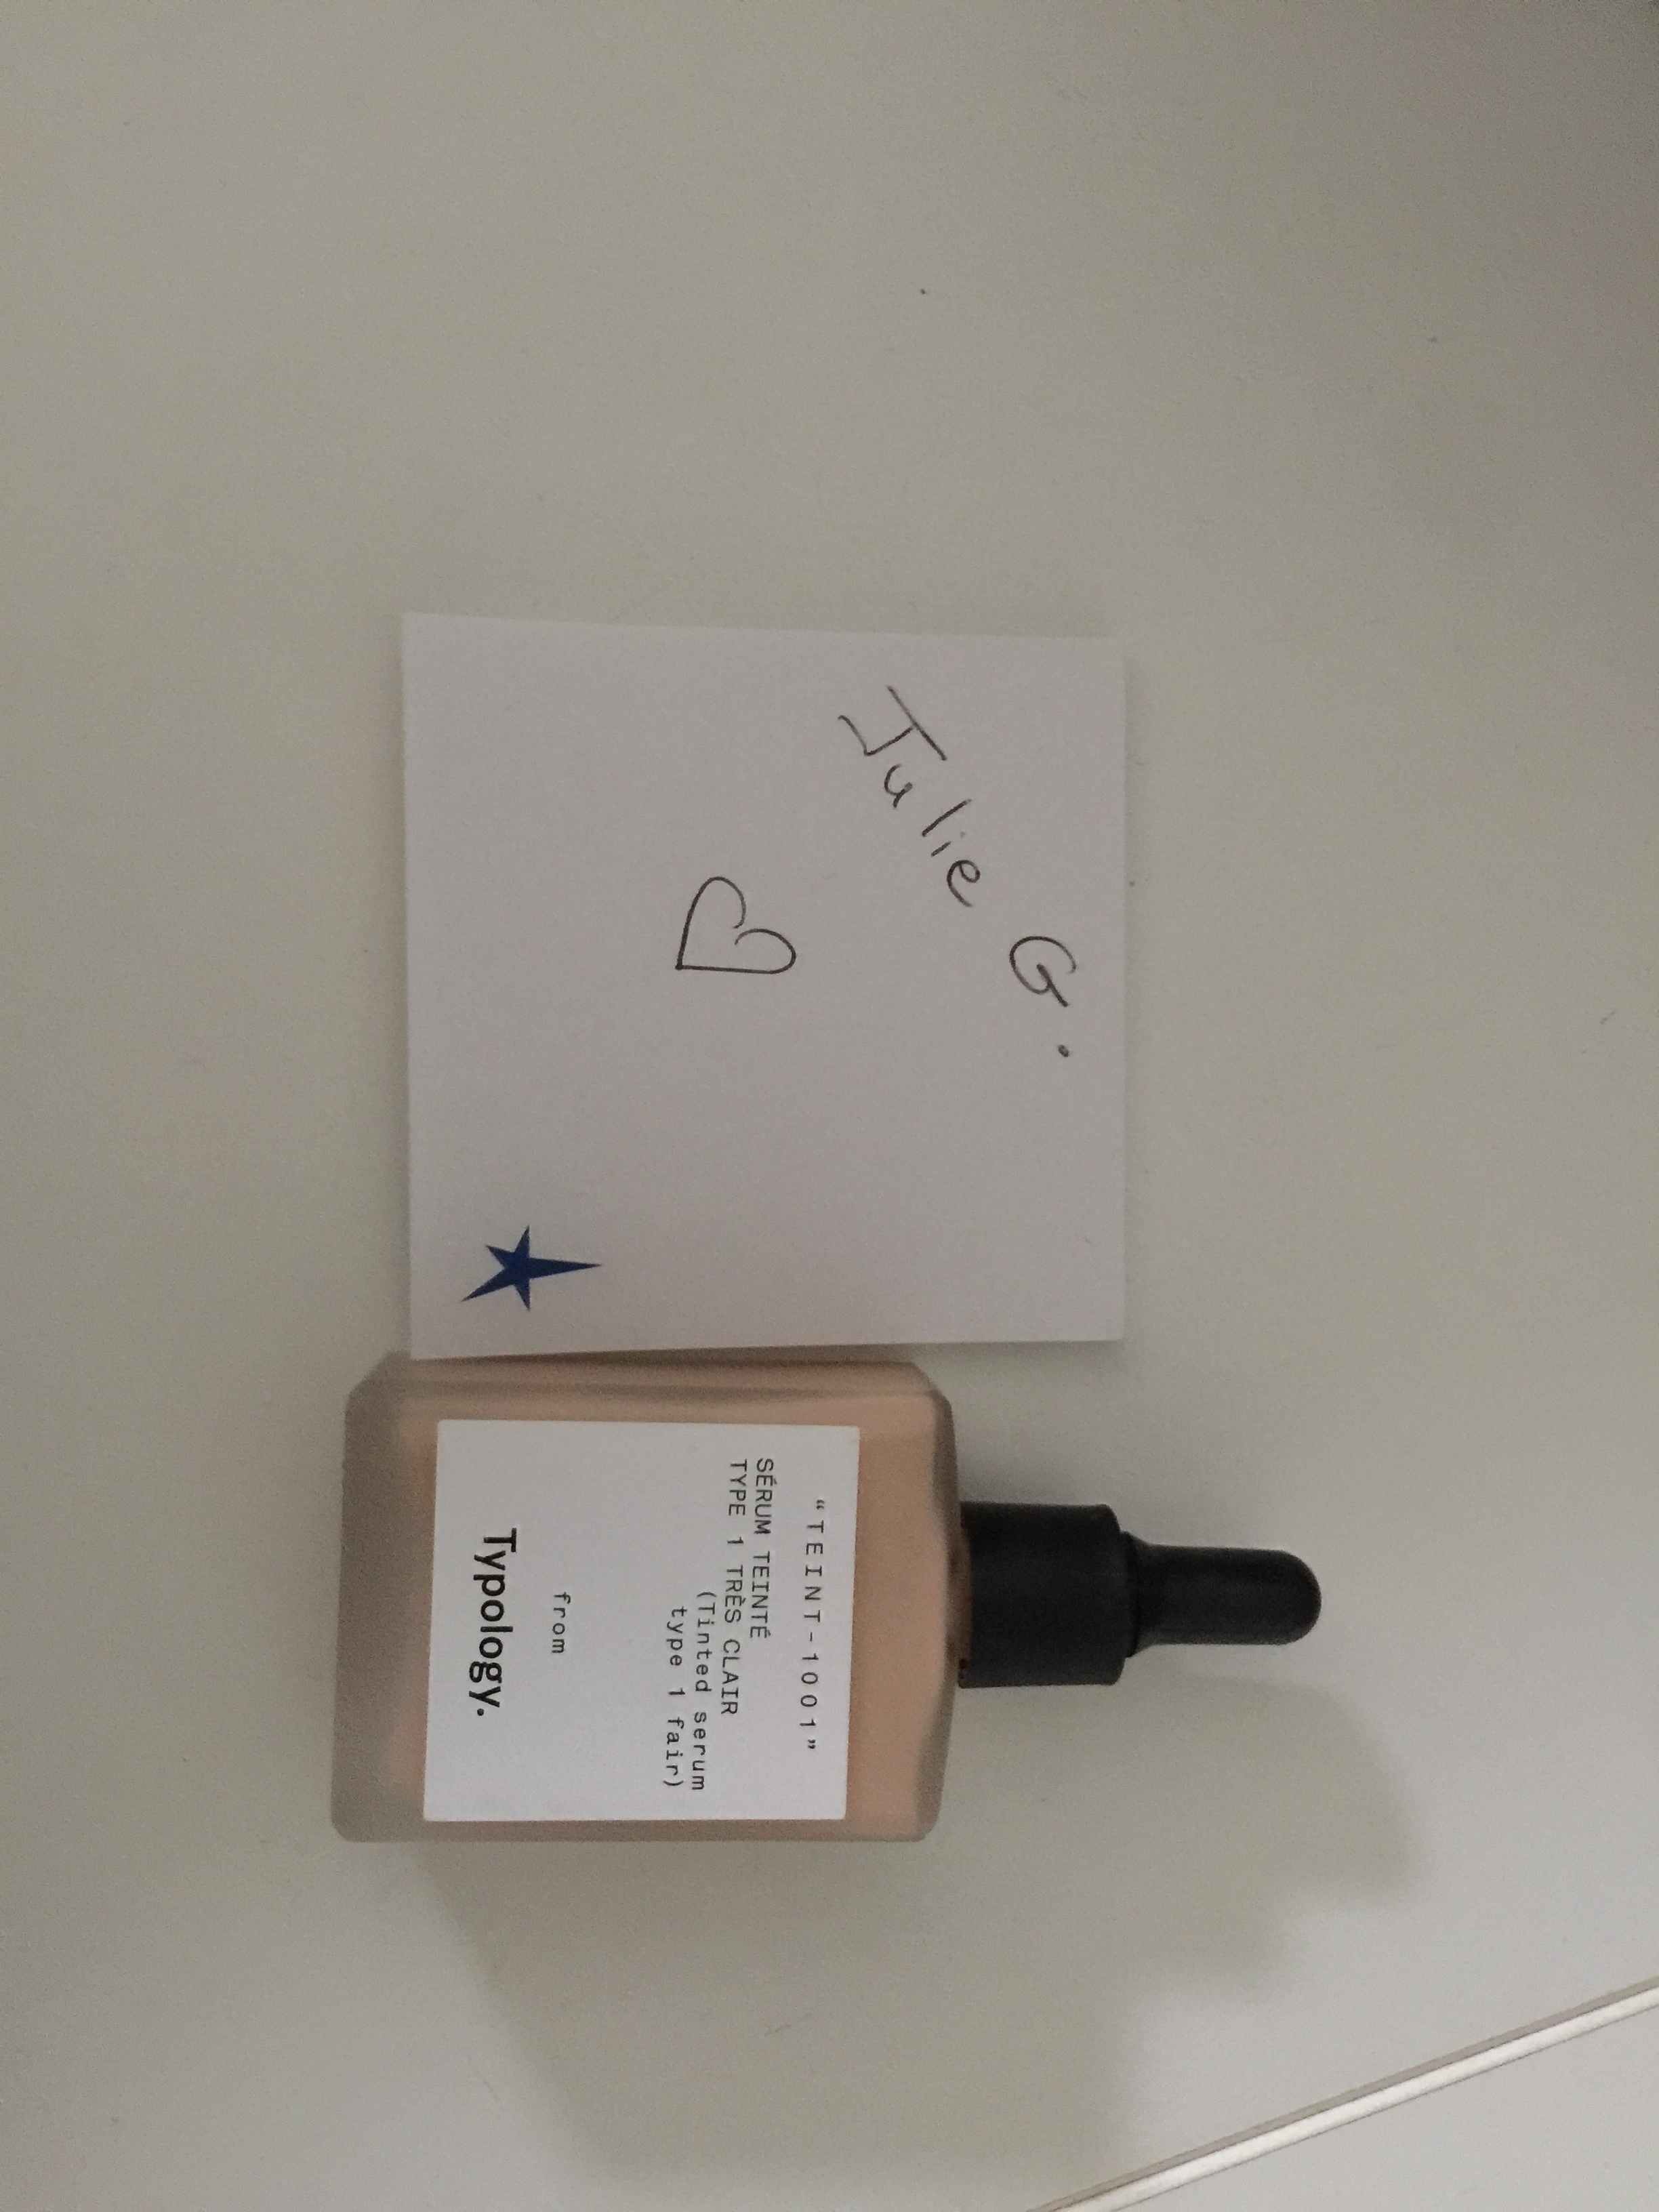 Julie G.
"TEINT-1001"
SÉRUM TEINTÉ
TYPE 1 TRÈS CLAIR
(Tinted serum
type 1 fair)
from
Typology.